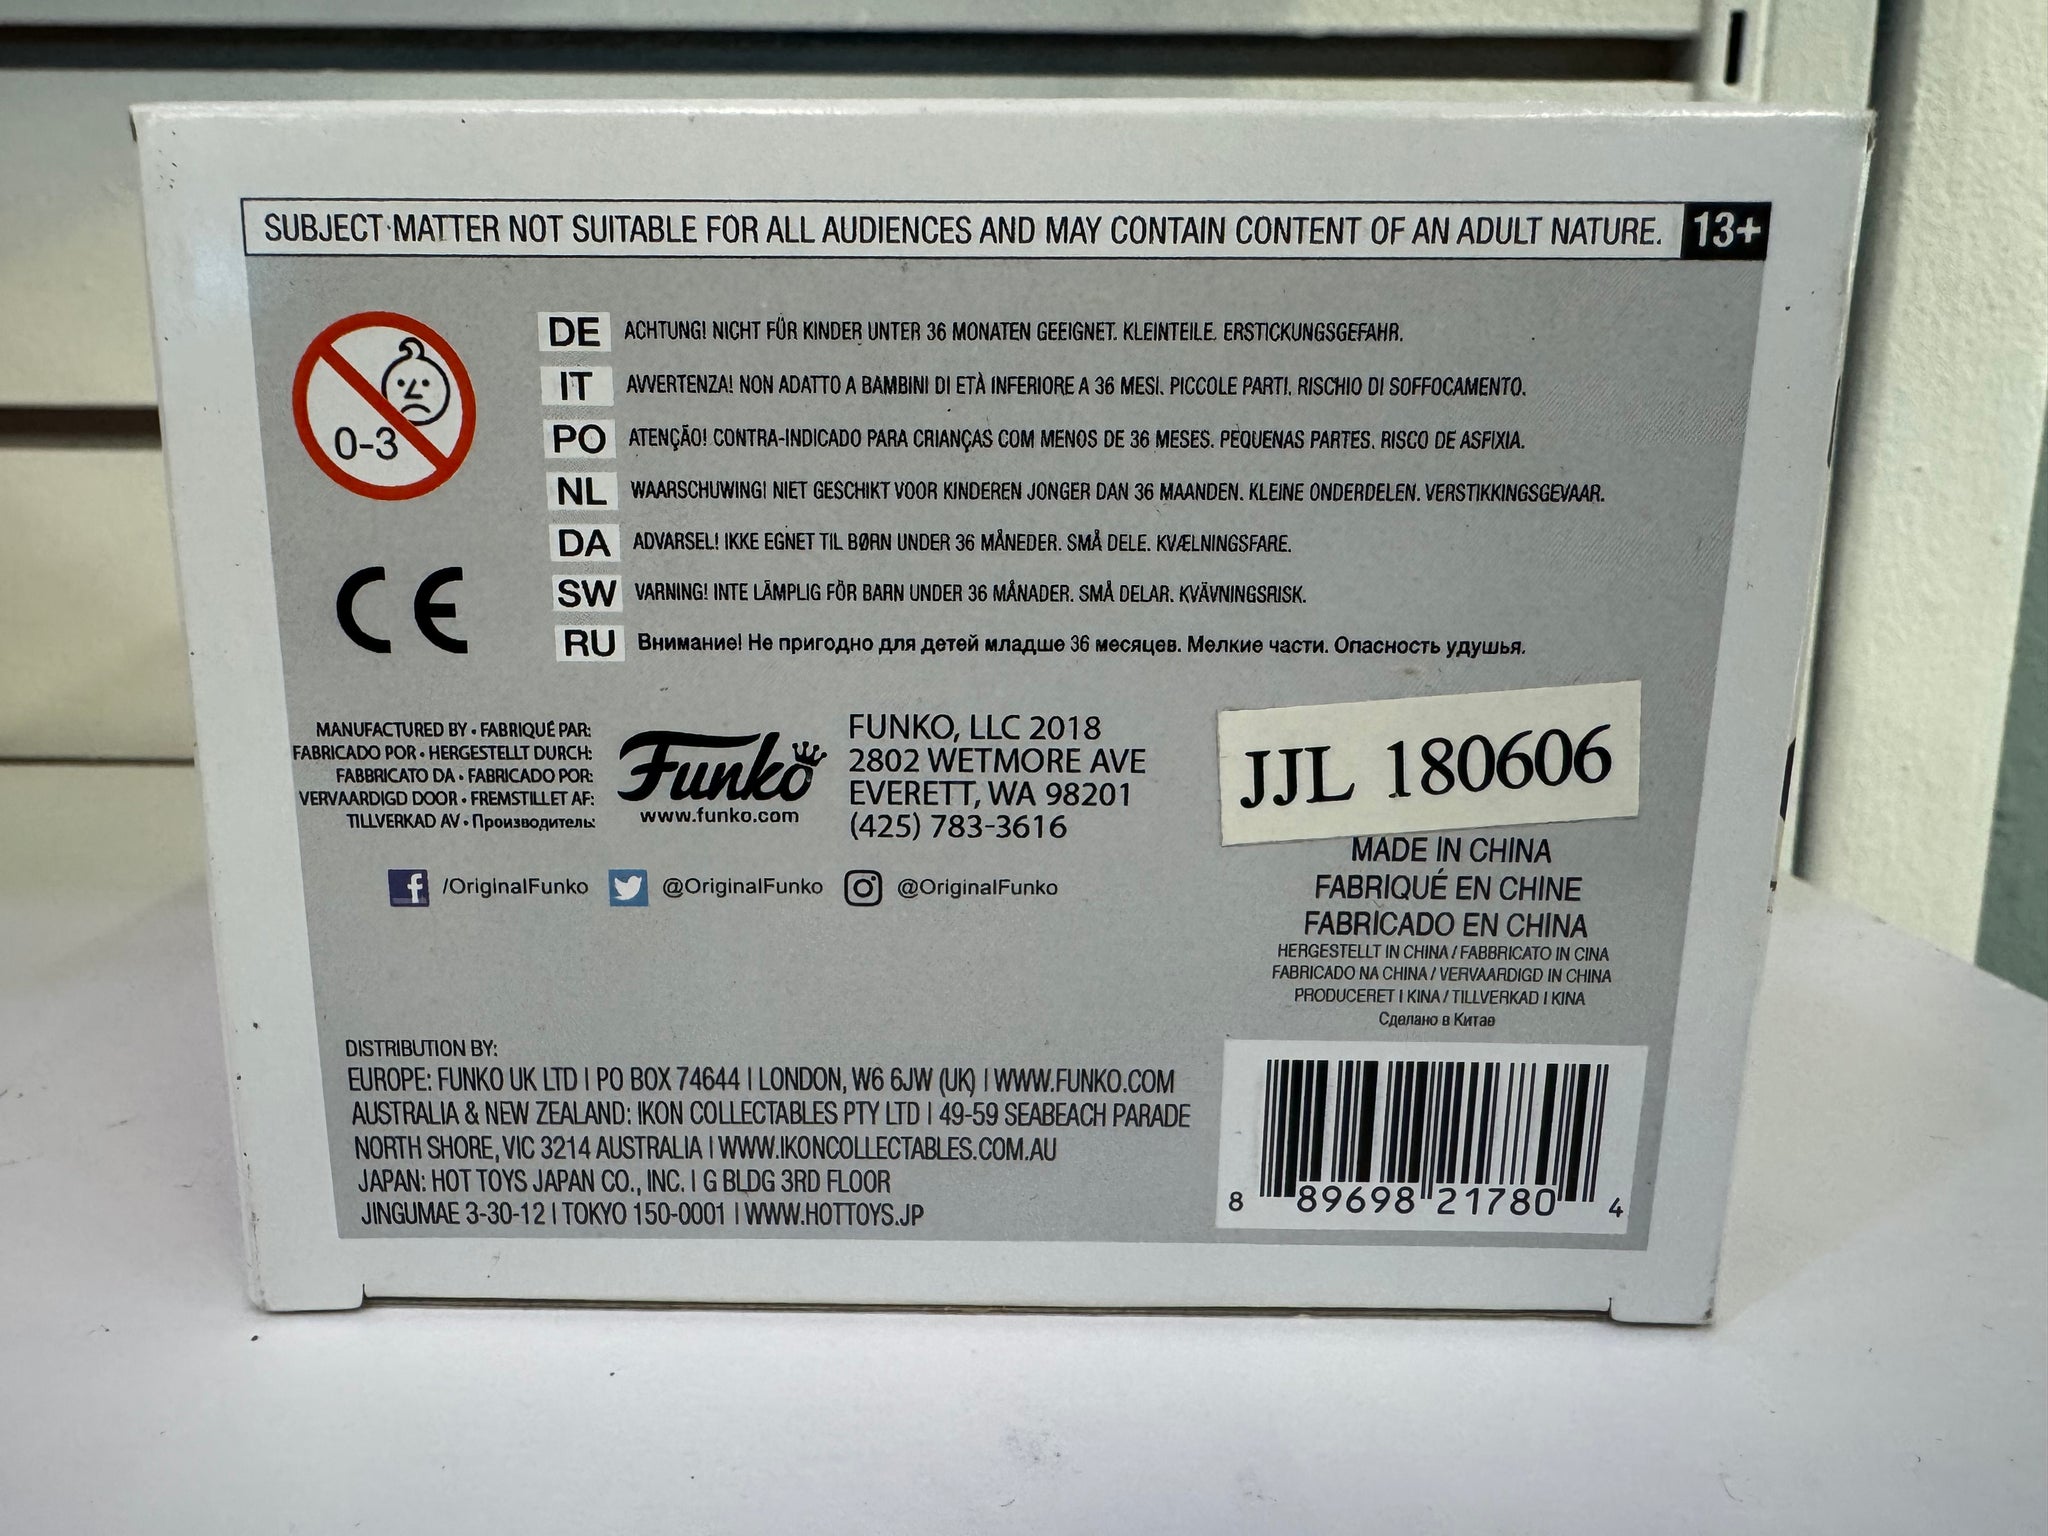 SUBJECT MATTER NOT SUITABLE FOR ALL AUDIENCES AND MAY CONTAIN CONTENT OF AN ADULT NATURE. 13+
0-3
DE ACHTUNG! NICHT FÜR KINDER UNTER 36 MONATEN GEEIGNET. KLEINTEILE. ERSTICKUNGSGEFAHR.
IT AVVERTENZA! NON ADATTO A BAMBINI DI ETÀ INFERIORE A 36 MESI. PICCOLE PARTI. RISCHIO DI SOFFOCAMENTO.
PO ATENÇÃO! CONTRA-INDICADO PARA CRIANÇAS COM MENOS DE 36 MESES. PEQUENAS PARTES. RISCO DE ASFIXIA.
NL WAARSCHUWING! NIET GESCHIKT VOOR KINDEREN JONGER DAN 36 MAANDEN. KLEINE ONDERDELEN. VERSTIKKINGSGEVAAR.
DA ADVARSEL! IKKE EGNET TIL BØRN UNDER 36 MÅNEDER. SMÅ DELE. KVÆLNINGSFARE.
SW VARNING! INTE LÄMPLIG FÖR BARN UNDER 36 MÅNADER. SMÅ DELAR. KVÄVNINGSRISK.
RU Внимание! Не пригодно для детей младше 36 месяцев. Мелкие части. Опасность удушья.
CE
MANUFACTURED BY • FABRIQUÉ PAR:
FABRICADO POR • HERGESTELLT DURCH:
FABBRICATO DA • FABRICADO POR:
VERVAARDIGD DOOR • FREMSTILLET AF:
TILLVERKAD AV • Производитель:
Funko
www.funko.com
FUNKO, LLC 2018
2802 WETMORE AVE
EVERETT, WA 98201
(425) 783-3616
JJL 180606
/OriginalFunko @OriginalFunko @OriginalFunko
MADE IN CHINA
FABRIQUÉ EN CHINE
FABRICADO EN CHINA
HERGESTELLT IN CHINA / FABBRICATO IN CINA
FABRICADO NA CHINA / VERVAARDIGD IN CHINA
PRODUCERET I KINA / TILLVERKAD I KINA
Сделано в Китае
DISTRIBUTION BY:
EUROPE: FUNKO UK LTD | PO BOX 74644 | LONDON, W6 6JW (UK) | WWW.FUNKO.COM
AUSTRALIA & NEW ZEALAND: IKON COLLECTABLES PTY LTD | 49-59 SEABEACH PARADE
NORTH SHORE, VIC 3214 AUSTRALIA | WWW.IKONCOLLECTABLES.COM.AU
JAPAN: HOT TOYS JAPAN CO., INC. | G BLDG 3RD FLOOR
JINGUMAE 3-30-12 | TOKYO 150-0001 | WWW.HOTTOYS.JP
8 89698 21780 4